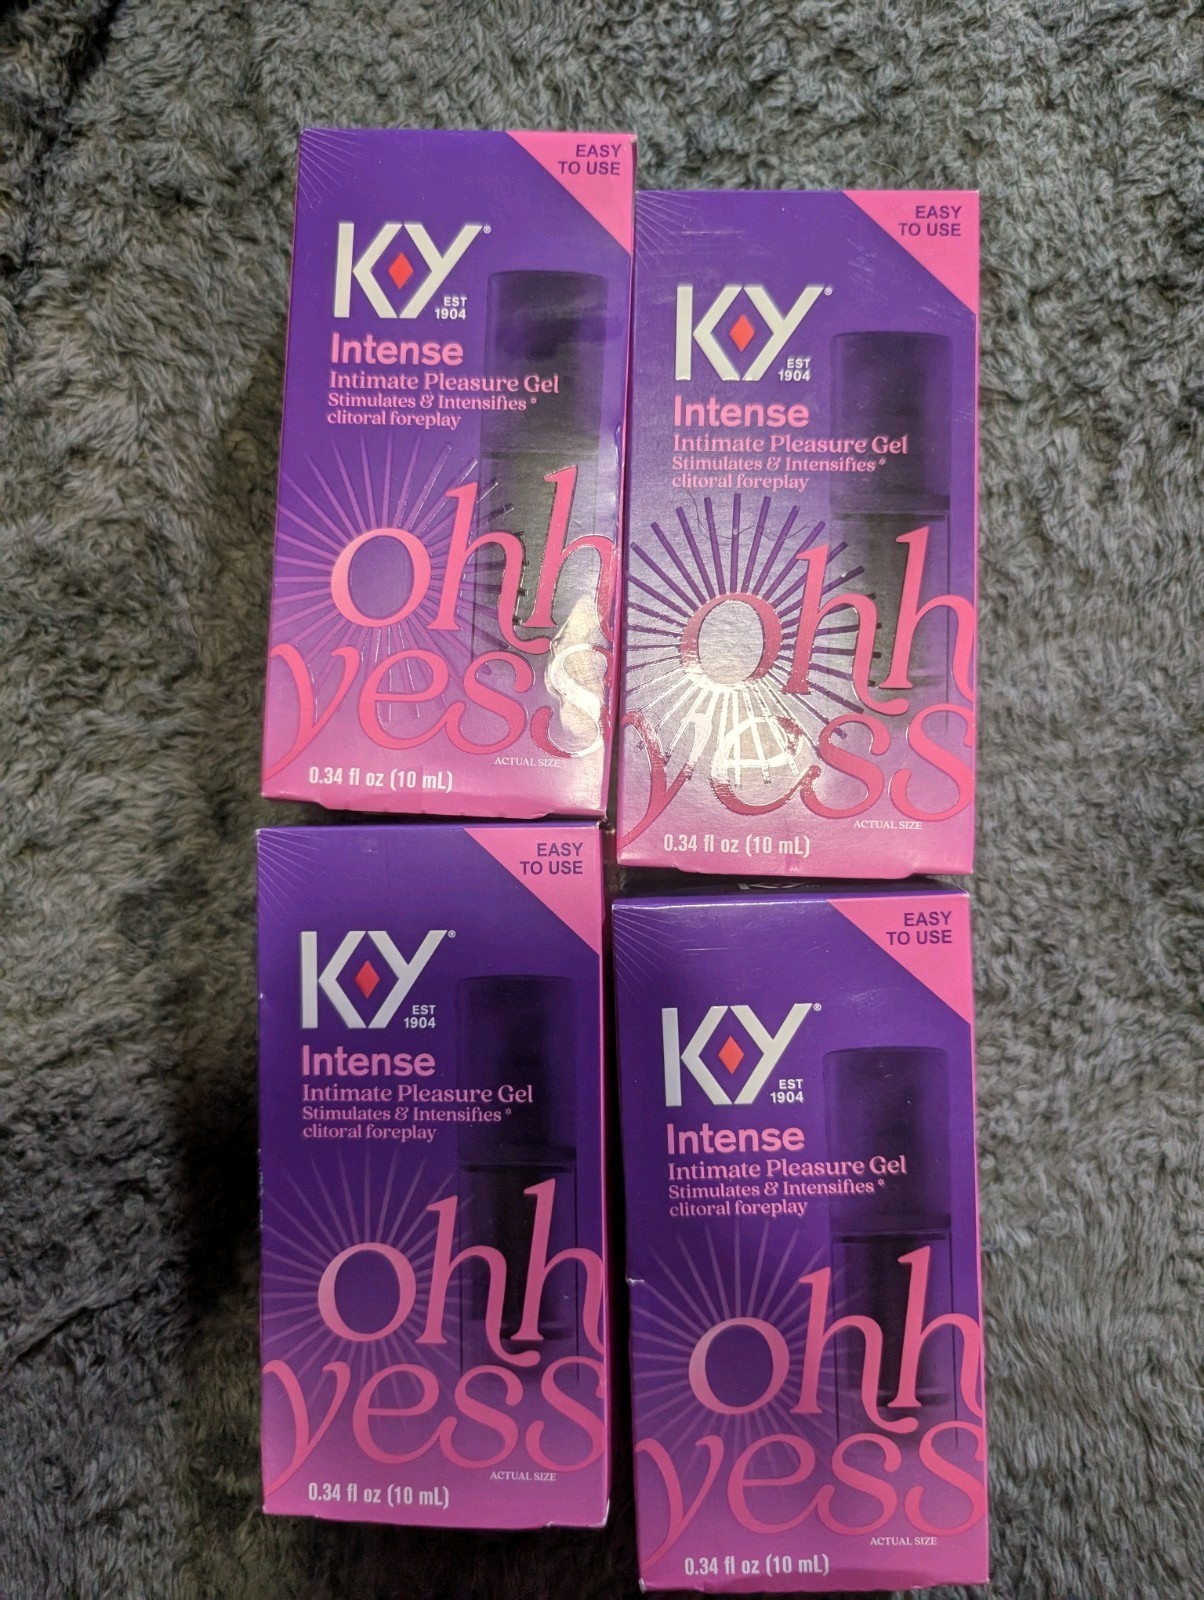 EASY
TO USE
KY®
EST
1904
Intense
Intimate Pleasure Gel
Stimulates & Intensifies*
clitoral foreplay
ohh
yess
ACTUAL SIZE
0.34 fl oz (10 mL)
EASY
TO USE
KY®
EST
1904
Intense
Intimate Pleasure Gel
Stimulates & Intensifies*
clitoral foreplay
ohh
yess
ACTUAL SIZE
0.34 fl oz (10 mL)
EASY
TO USE
KY®
EST
1904
Intense
Intimate Pleasure Gel
Stimulates & Intensifies*
clitoral foreplay
ohh
yess
ACTUAL SIZE
0.34 fl oz (10 mL)
EASY
TO USE
KY®
EST
1904
Intense
Intimate Pleasure Gel
Stimulates & Intensifies*
clitoral foreplay
ohh
yess
ACTUAL SIZE
0.34 fl oz (10 mL)